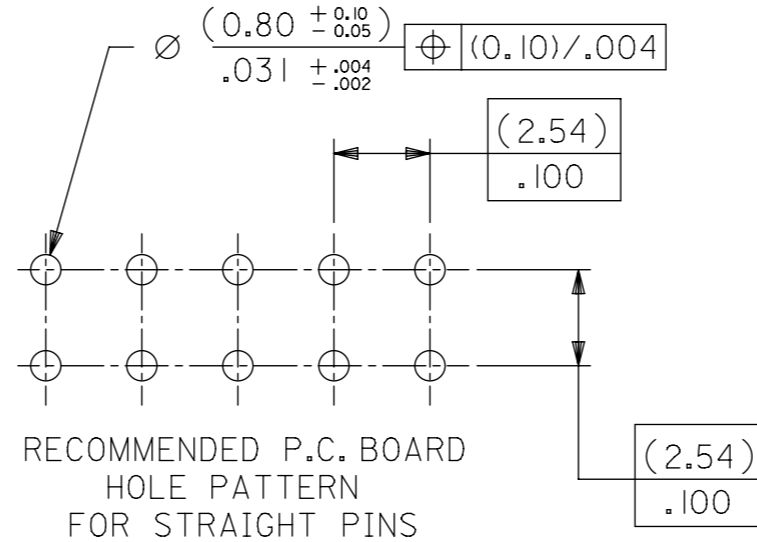 (0.80 +0.10 -0.05)
Ø
.031 +.004 -.002
⌖ (0.10)/.004
(2.54)
.100
RECOMMENDED P.C. BOARD
HOLE PATTERN
FOR STRAIGHT PINS
(2.54)
.100